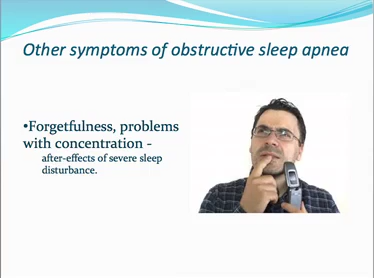 Other symptoms of obstructive sleep apnea
•Forgetfulness, problems
with concentration -
after-effects of severe sleep
disturbance.